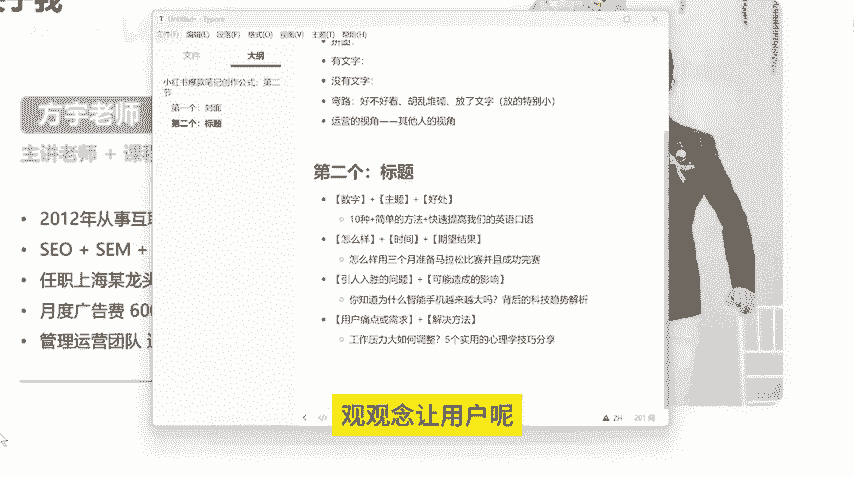 Untitled - Typora
文件(F) 编辑(E) 段落(P) 格式(O) 视图(V) 主题(T) 帮助(H)
文件 大纲
小红书爆款笔记创作公式：第二节
第一个：封面
第二个：标题
拼图：
有文字：
没有文字：
弯路：好不好看、胡乱堆砌、放了文字（放的特别小）
运营的视角——其他人的视角
第二个：标题
【数字】+【主题】+【好处】
10种+简单的方法+快速提高我们的英语口语
【怎么样】+【时间】+【期望结果】
怎么样用三个月准备马拉松比赛并且成功完赛
【引人入胜的问题】+【可能造成的影响】
你知道为什么智能手机越来越大吗？背后的科技趋势解析
【用户痛点或需求】+【解决方法】
工作压力大如何调整？5个实用的心理学技巧分享
ZH 201 词
于我
方宇老师
主讲老师 + 课程
2012年从事互联
SEO + SEM +
任职上海某龙头
月度广告费 600
管理运营团队
观观念让用户呢